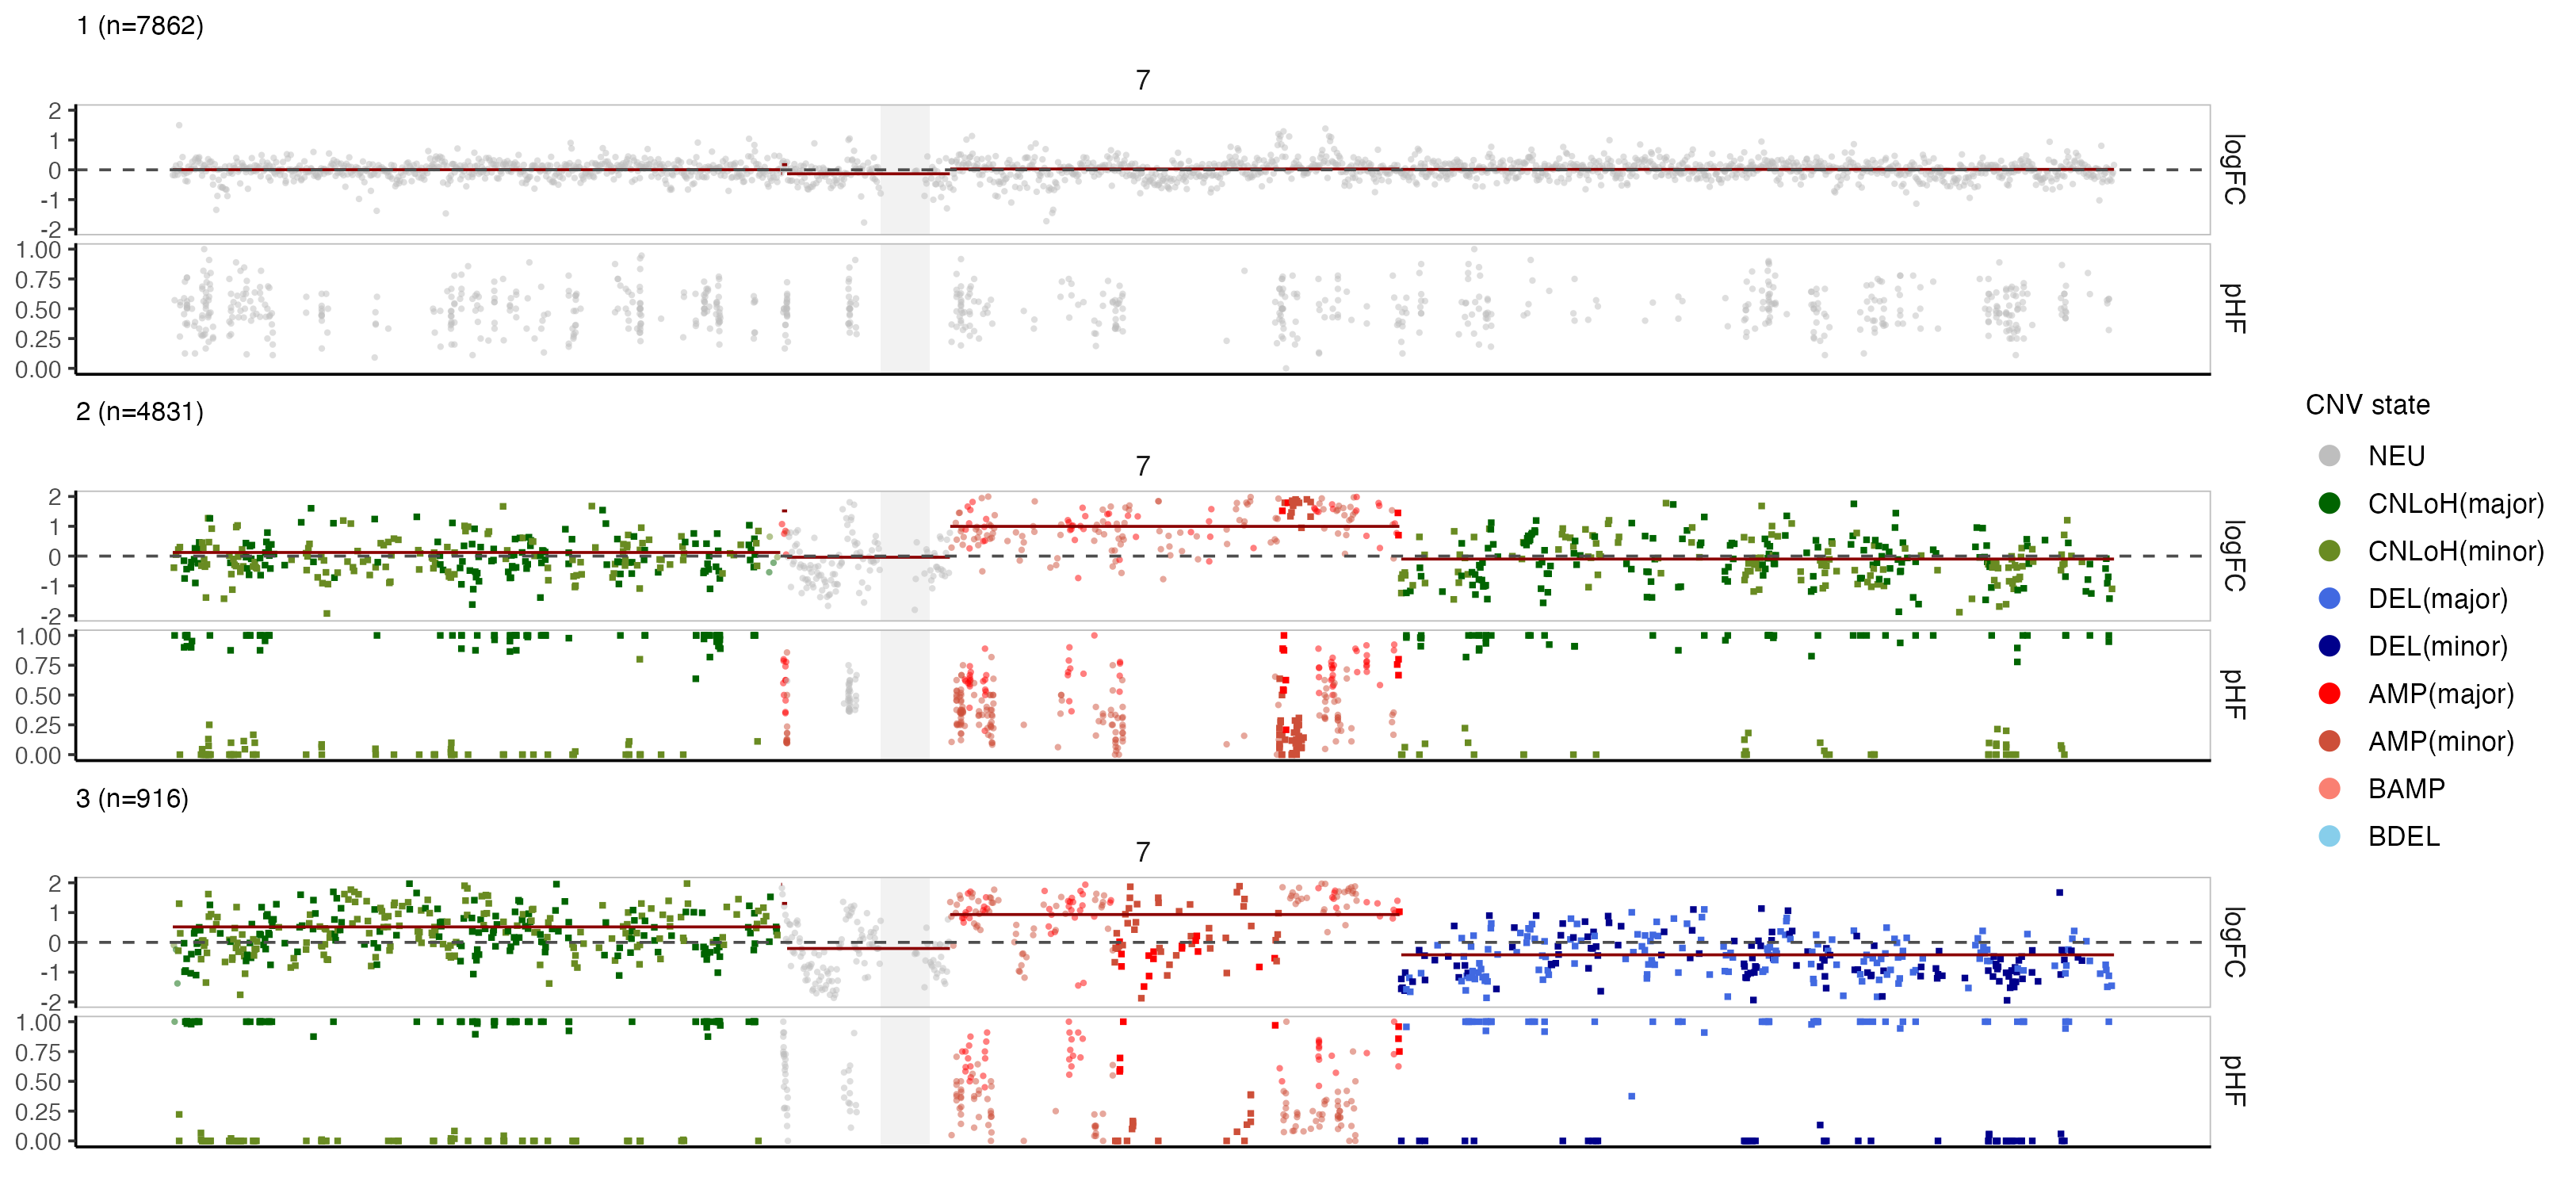 1 (n=7862)
7
2
1
0
-1
-2
logFC
1.00
0.75
0.50
0.25
0.00
pHF
2 (n=4831)
7
2
1
0
-1
-2
logFC
1.00
0.75
0.50
0.25
0.00
pHF
3 (n=916)
7
2
1
0
-1
-2
logFC
1.00
0.75
0.50
0.25
0.00
pHF
CNV state
NEU
CNLoH(major)
CNLoH(minor)
DEL(major)
DEL(minor)
AMP(major)
AMP(minor)
BAMP
BDEL